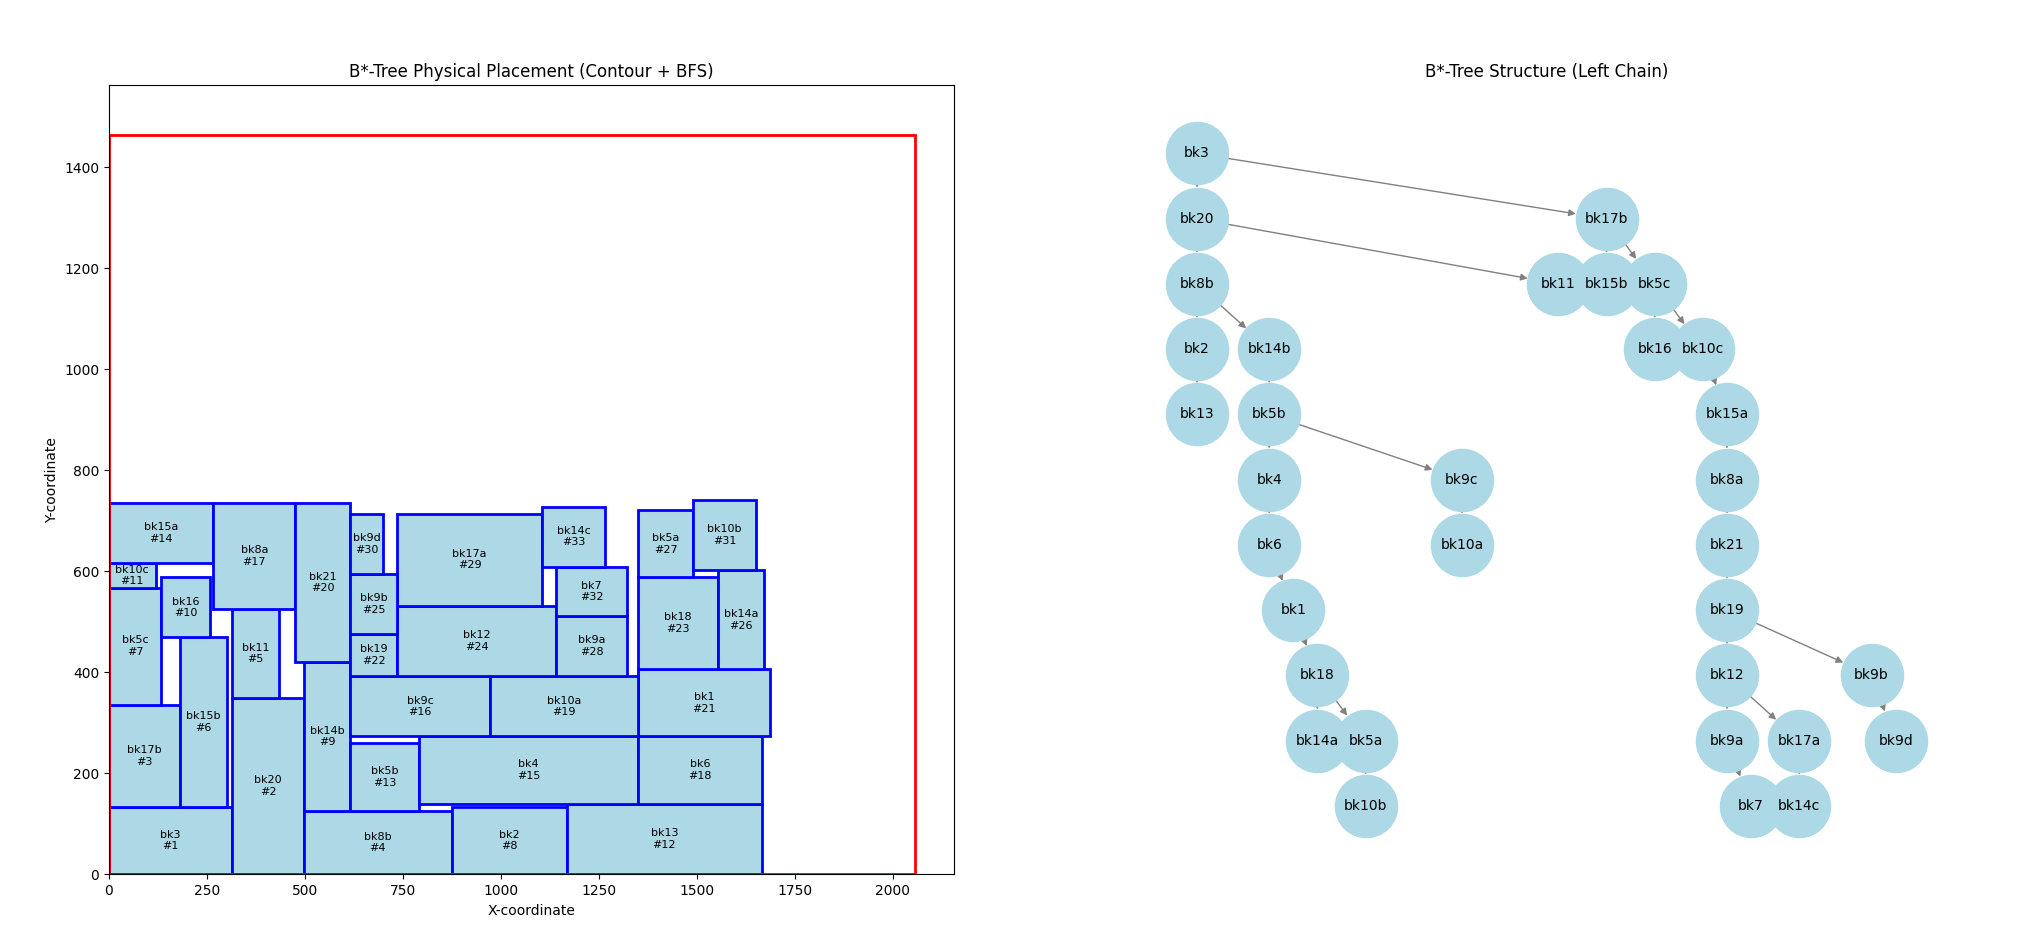 B*-Tree Physical Placement (Contour + BFS)
Y-coordinate
1400
1200
1000
800
600
400
200
0
0
250
500
750
1000
1250
1500
1750
2000
X-coordinate
bk15a
#14
bk8a
#17
bk21
#20
bk9d
#30
bk17a
#29
bk14c
#33
bk5a
#27
bk10b
#31
bk10c
#11
bk16
#10
bk9b
#25
bk7
#32
bk5c
#7
bk11
#5
bk19
#22
bk12
#24
bk9a
#28
bk18
#23
bk14a
#26
bk15b
#6
bk9c
#16
bk10a
#19
bk1
#21
bk17b
#3
bk20
#2
bk14b
#9
bk5b
#13
bk4
#15
bk6
#18
bk3
#1
bk8b
#4
bk2
#8
bk13
#12
B*-Tree Structure (Left Chain)
bk3
bk20
bk17b
bk8b
bk11
bk15b
bk5c
bk2
bk14b
bk16
bk10c
bk13
bk5b
bk15a
bk4
bk9c
bk8a
bk6
bk10a
bk21
bk1
bk19
bk18
bk12
bk9b
bk14a
bk5a
bk9a
bk17a
bk9d
bk10b
bk7
bk14c